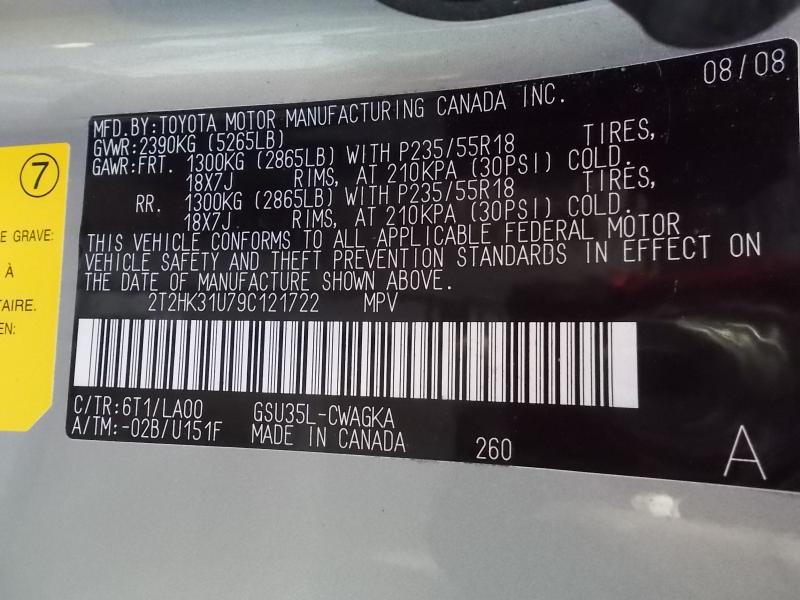 08/08
MFD.BY:TOYOTA MOTOR MANUFACTURING CANADA INC.
GVWR:2390KG (5265LB)
GAWR:FRT. 1300KG (2865LB) WITH P235/55R18 TIRES,
18X7J RIMS, AT 210KPA (30PSI) COLD.
RR. 1300KG (2865LB) WITH P235/55R18 TIRES,
18X7J RIMS, AT 210KPA (30PSI) COLD.
THIS VEHICLE CONFORMS TO ALL APPLICABLE FEDERAL MOTOR
VEHICLE SAFETY AND THEFT PREVENTION STANDARDS IN EFFECT ON
THE DATE OF MANUFACTURE SHOWN ABOVE.
2T2HK31U79C121722 MPV
C/TR:6T1/LA00 GSU35L-CWAGKA
A/TM:-02B/U151F MADE IN CANADA 260
A
7
E GRAVE:
À
TAIRE.
EN: